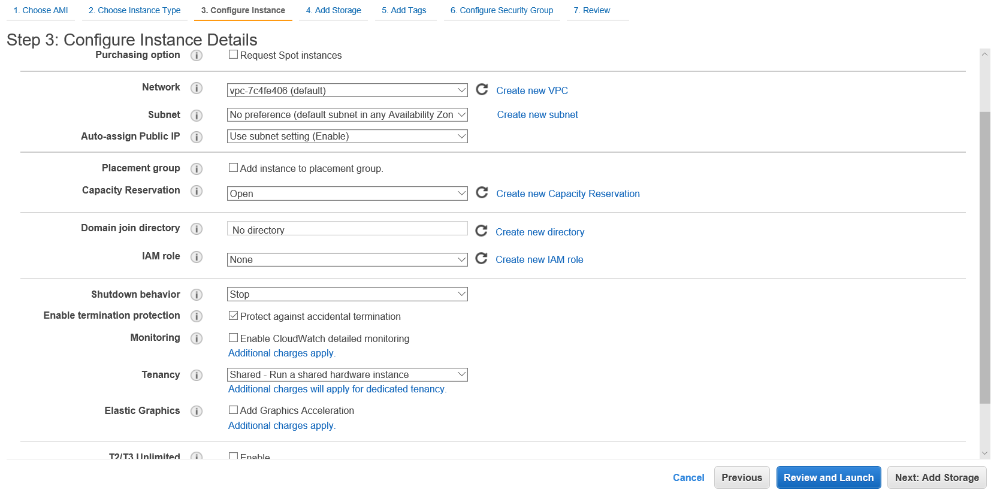 1. Choose AMI 2. Choose Instance Type 3. Configure Instance 4. Add Storage 5. Add Tags 6. Configure Security Group 7. Review
Step 3: Configure Instance Details
Purchasing option Request Spot instances
Network vpc-7c4fe406 (default) Create new VPC
Subnet No preference (default subnet in any Availability Zon Create new subnet
Auto-assign Public IP Use subnet setting (Enable)
Placement group Add instance to placement group.
Capacity Reservation Open Create new Capacity Reservation
Domain join directory No directory Create new directory
IAM role None Create new IAM role
Shutdown behavior Stop
Enable termination protection Protect against accidental termination
Monitoring Enable CloudWatch detailed monitoring
Additional charges apply.
Tenancy Shared - Run a shared hardware instance
Additional charges will apply for dedicated tenancy.
Elastic Graphics Add Graphics Acceleration
Additional charges apply.
T2/T3 Unlimited Enable
Cancel Previous Review and Launch Next: Add Storage